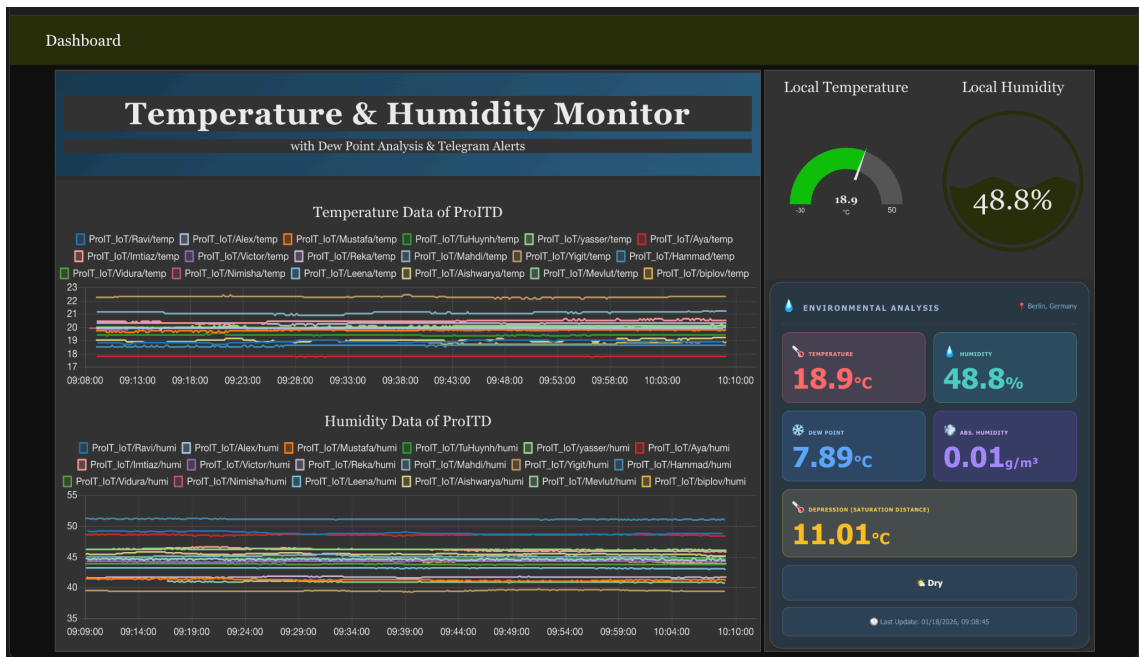 Dashboard
Temperature & Humidity Monitor
with Dew Point Analysis & Telegram Alerts
Temperature Data of ProITD
ProIT_IoT/Ravi/temp ProIT_IoT/Alex/temp ProIT_IoT/Mustafa/temp ProIT_IoT/TuHuynh/temp ProIT_IoT/yasser/temp ProIT_IoT/Aya/temp
ProIT_IoT/Imtiaz/temp ProIT_IoT/Victor/temp ProIT_IoT/Reka/temp ProIT_IoT/Mahdi/temp ProIT_IoT/Yigit/temp ProIT_IoT/Hammad/temp
ProIT_IoT/Vidura/temp ProIT_IoT/Nimisha/temp ProIT_IoT/Leena/temp ProIT_IoT/Aishwarya/temp ProIT_IoT/Mevlut/temp ProIT_IoT/biplov/temp
23
22
21
20
19
18
17
09:08:00 09:13:00 09:18:00 09:23:00 09:28:00 09:33:00 09:38:00 09:43:00 09:48:00 09:53:00 09:58:00 10:03:00 10:10:00
Humidity Data of ProITD
ProIT_IoT/Ravi/humi ProIT_IoT/Alex/humi ProIT_IoT/Mustafa/humi ProIT_IoT/TuHuynh/humi ProIT_IoT/yasser/humi ProIT_IoT/Aya/humi
ProIT_IoT/Imtiaz/humi ProIT_IoT/Victor/humi ProIT_IoT/Reka/humi ProIT_IoT/Mahdi/humi ProIT_IoT/Yigit/humi ProIT_IoT/Hammad/humi
ProIT_IoT/Vidura/humi ProIT_IoT/Nimisha/humi ProIT_IoT/Leena/humi ProIT_IoT/Aishwarya/humi ProIT_IoT/Mevlut/humi ProIT_IoT/biplov/humi
55
50
45
40
35
09:09:00 09:14:00 09:19:00 09:24:00 09:29:00 09:34:00 09:39:00 09:44:00 09:49:00 09:54:00 09:59:00 10:04:00 10:10:00
Local Temperature
18.9
-30 °C 50
Local Humidity
48.8%
ENVIRONMENTAL ANALYSIS
Berlin, Germany
TEMPERATURE
18.9°C
HUMIDITY
48.8%
DEW POINT
7.89°C
ABS. HUMIDITY
0.01g/m³
DEPRESSION (SATURATION DISTANCE)
11.01°C
Dry
Last Update: 01/18/2026, 09:08:45